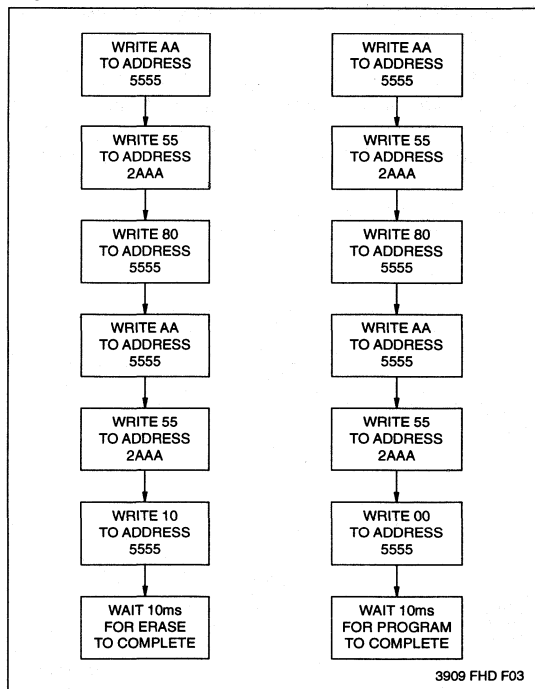 WRITE AA
TO ADDRESS
5555
WRITE 55
TO ADDRESS
2AAA
WRITE 80
TO ADDRESS
5555
WRITE AA
TO ADDRESS
5555
WRITE 55
TO ADDRESS
2AAA
WRITE 10
TO ADDRESS
5555
WAIT 10ms
FOR ERASE
TO COMPLETE
WRITE AA
TO ADDRESS
5555
WRITE 55
TO ADDRESS
2AAA
WRITE 80
TO ADDRESS
5555
WRITE AA
TO ADDRESS
5555
WRITE 55
TO ADDRESS
2AAA
WRITE 00
TO ADDRESS
5555
WAIT 10ms
FOR PROGRAM
TO COMPLETE
3909 FHD F03